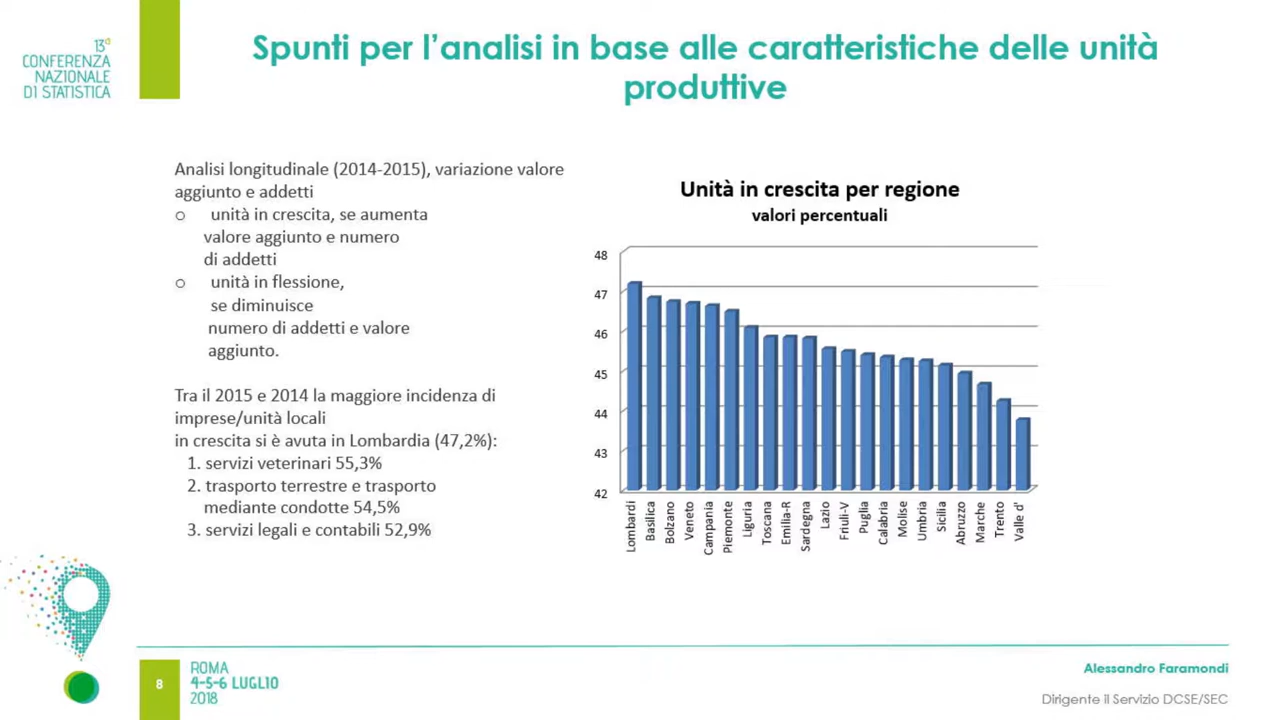 13ª
CONFERENZA
NAZIONALE
DI STATISTICA
Spunti per l'analisi in base alle caratteristiche delle unità
produttive
Analisi longitudinale (2014-2015), variazione valore
aggiunto e addetti
o unità in crescita, se aumenta
valore aggiunto e numero
di addetti
o unità in flessione,
se diminuisce
numero di addetti e valore
aggiunto.
Tra il 2015 e 2014 la maggiore incidenza di
imprese/unità locali
in crescita si è avuta in Lombardia (47,2%):
1. servizi veterinari 55,3%
2. trasporto terrestre e trasporto
mediante condotte 54,5%
3. servizi legali e contabili 52,9%
Unità in crescita per regione
valori percentuali
48
47
46
45
44
43
42
Lombardi
Basilica
Bolzano
Veneto
Campania
Piemonte
Liguria
Toscana
Emilia-R
Sardegna
Lazio
Friuli-V
Puglia
Calabria
Molise
Umbria
Sicilia
Abruzzo
Marche
Trento
Valle d'
8
ROMA
4-5-6 LUGLIO
2018
Alessandro Faramondi
Dirigente il Servizio DCSE/SEC